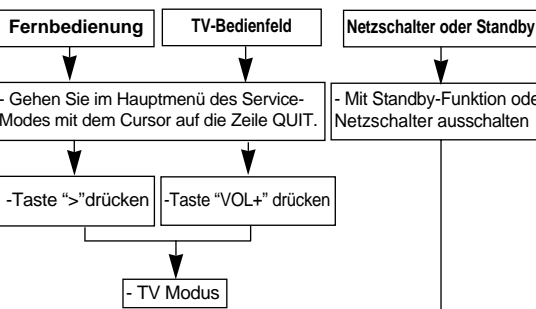 Fernbedienung
TV-Bedienfeld
Netzschalter oder Standby
- Gehen Sie im Hauptmenü des Service-
Modes mit dem Cursor auf die Zeile QUIT.
- Mit Standby-Funktion
Netzschalter ausschalten
-Taste “>”drücken
-Taste “VOL+” drücken
- TV Modus